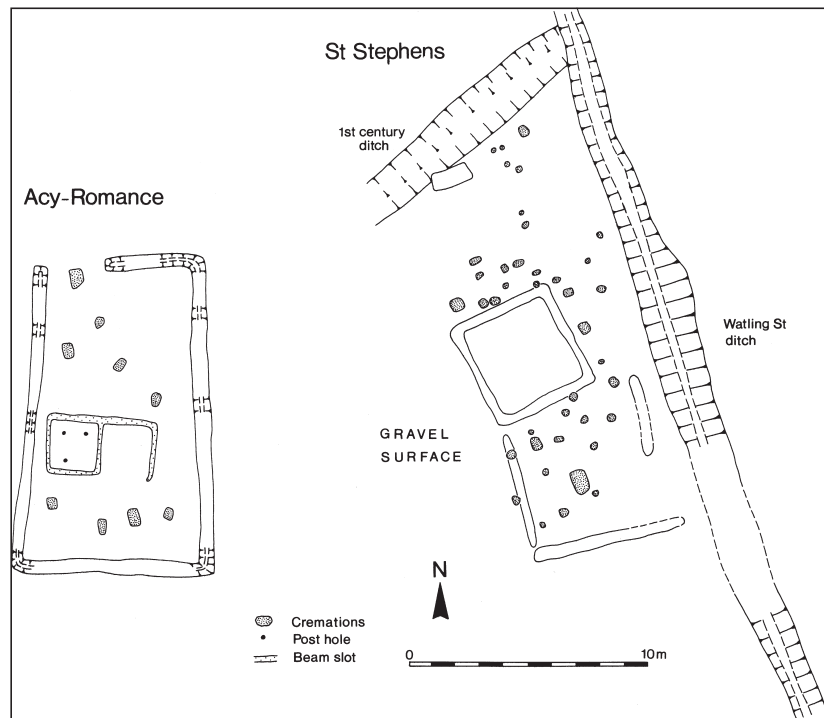 St Stephens
1st century
ditch
Acy-Romance
Watling St
ditch
GRAVEL
SURFACE
N
Cremations
Post hole
Beam slot
0 10m